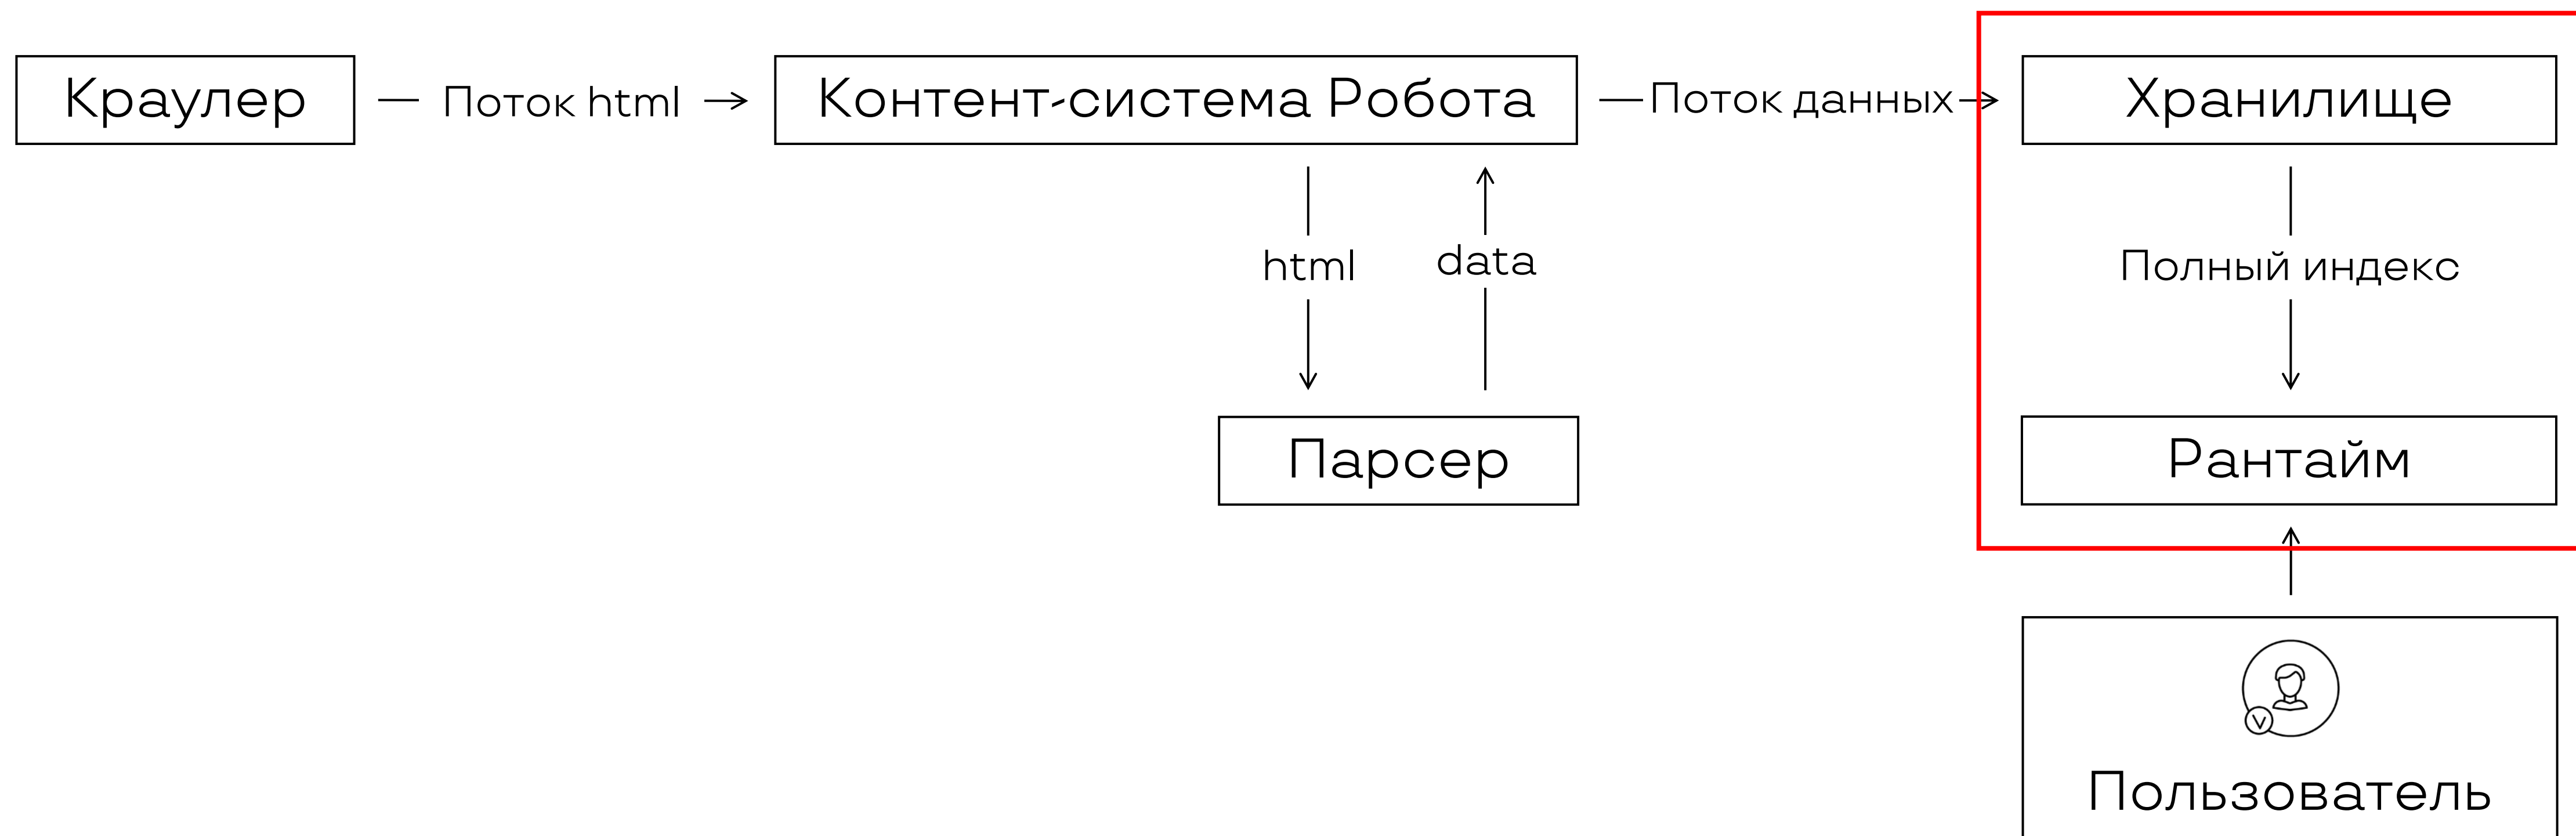 Краулер
Поток html
Контент-система Робота
Поток данных
Хранилище
html
data
Полный индекс
Парсер
Рантайм
Пользователь